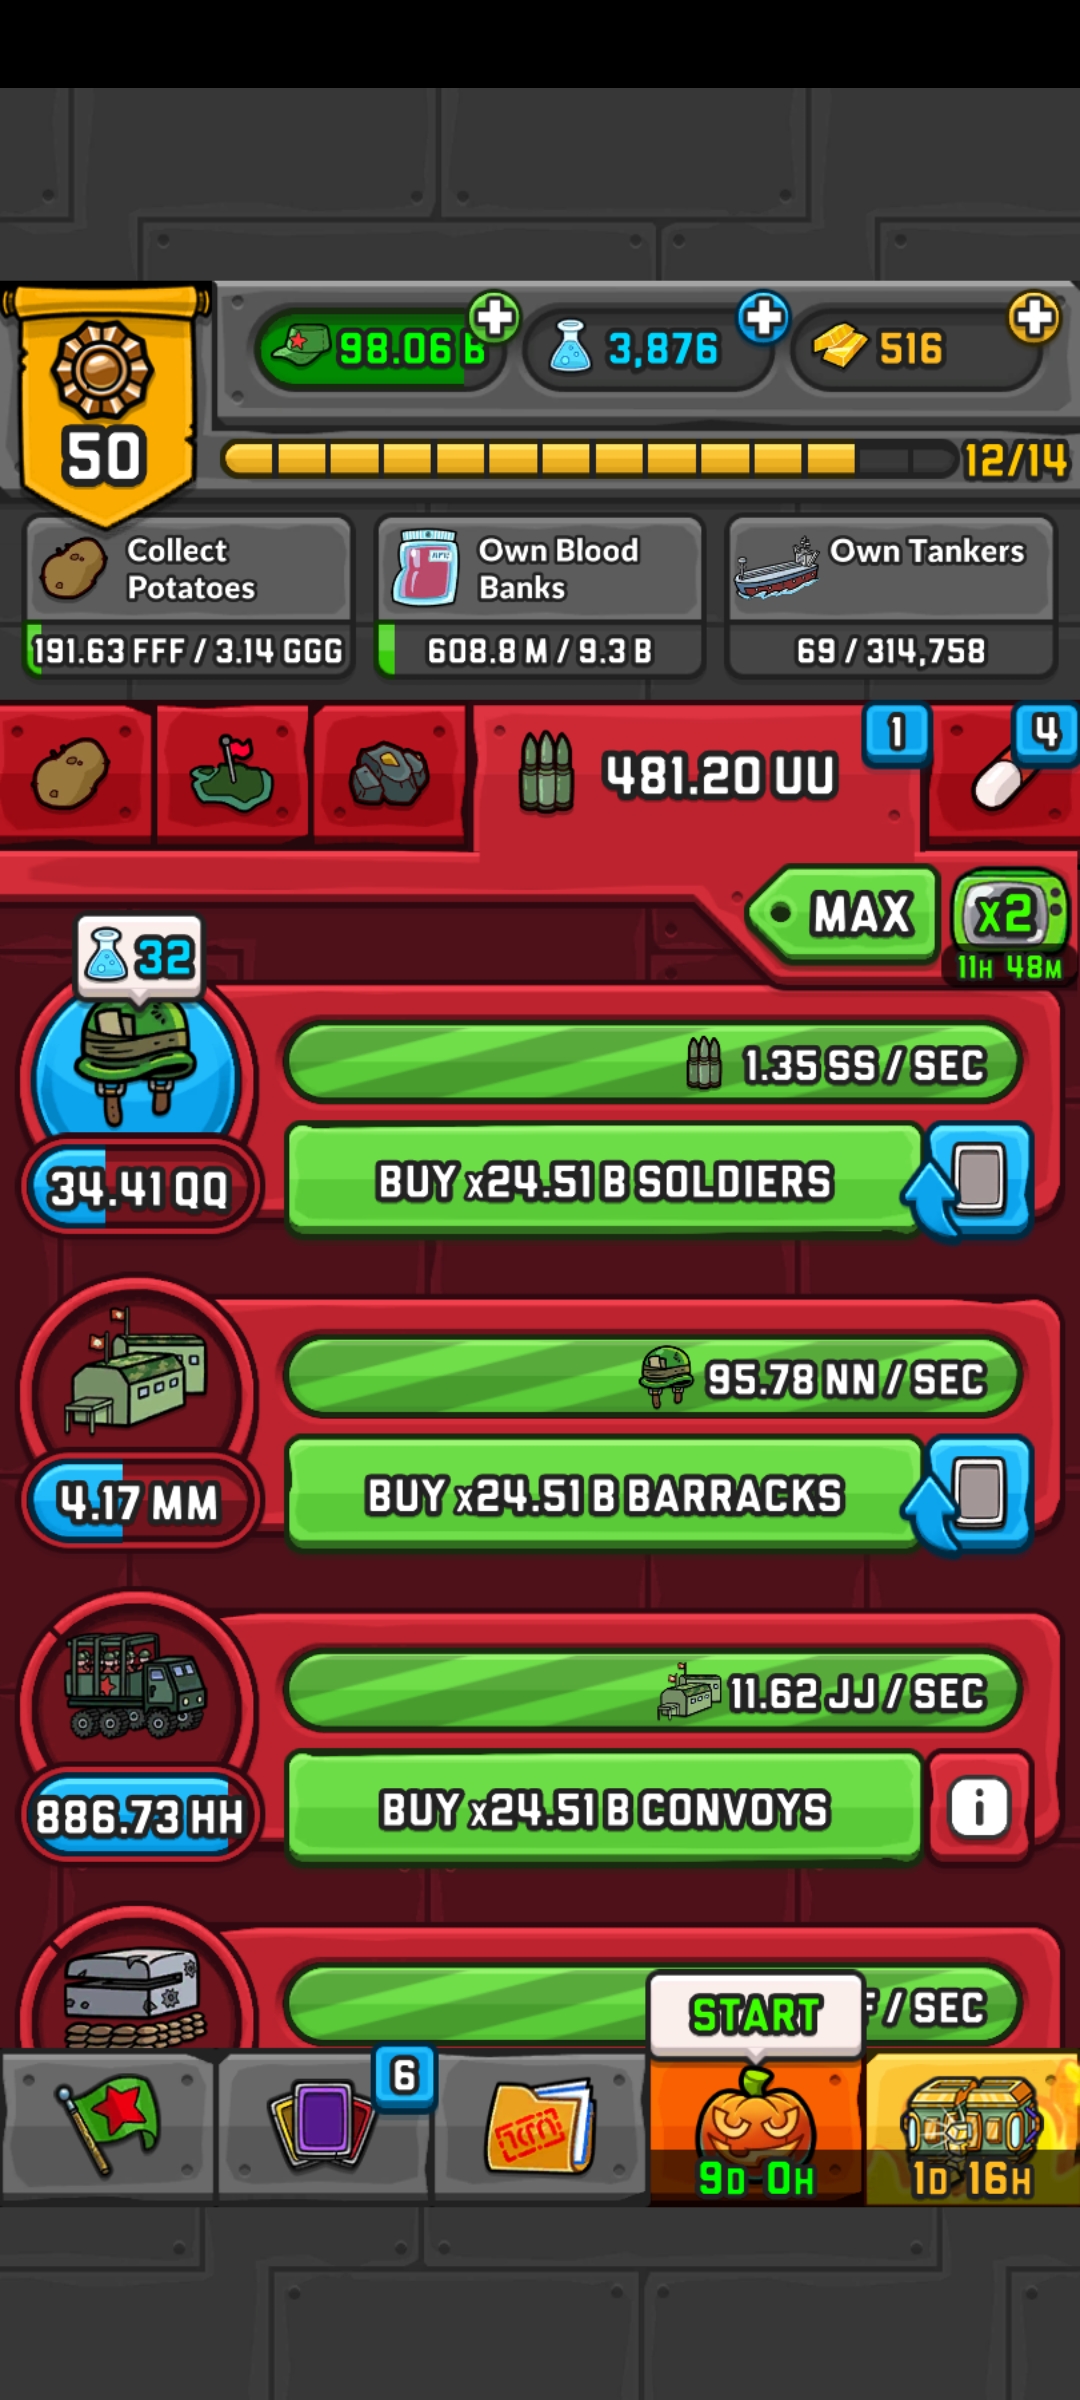 50
98.06 B
3,876
516
12/14
Collect
Potatoes
191.63 FFF / 3.14 GGG
Own Blood
Banks
608.8 M / 9.3 B
Own Tankers
69 / 314,758
481.20 UU
1
4
MAX
x2
11H 48M
32
1.35 SS / SEC
34.41 QQ
BUY x24.51 B SOLDIERS
95.78 NN / SEC
4.17 MM
BUY x24.51 B BARRACKS
11.62 JJ / SEC
886.73 HH
BUY x24.51 B CONVOYS
i
/ SEC
START
6
9D 0H
1D 16H